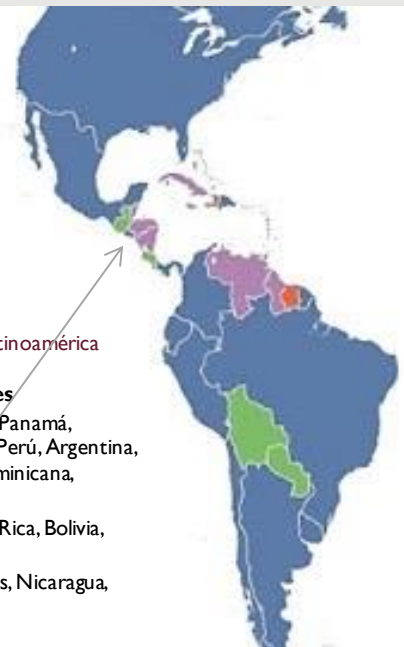 tinoamérica
es
Panamá,
Perú, Argentina,
minicana,
Rica, Bolivia,
s, Nicaragua,